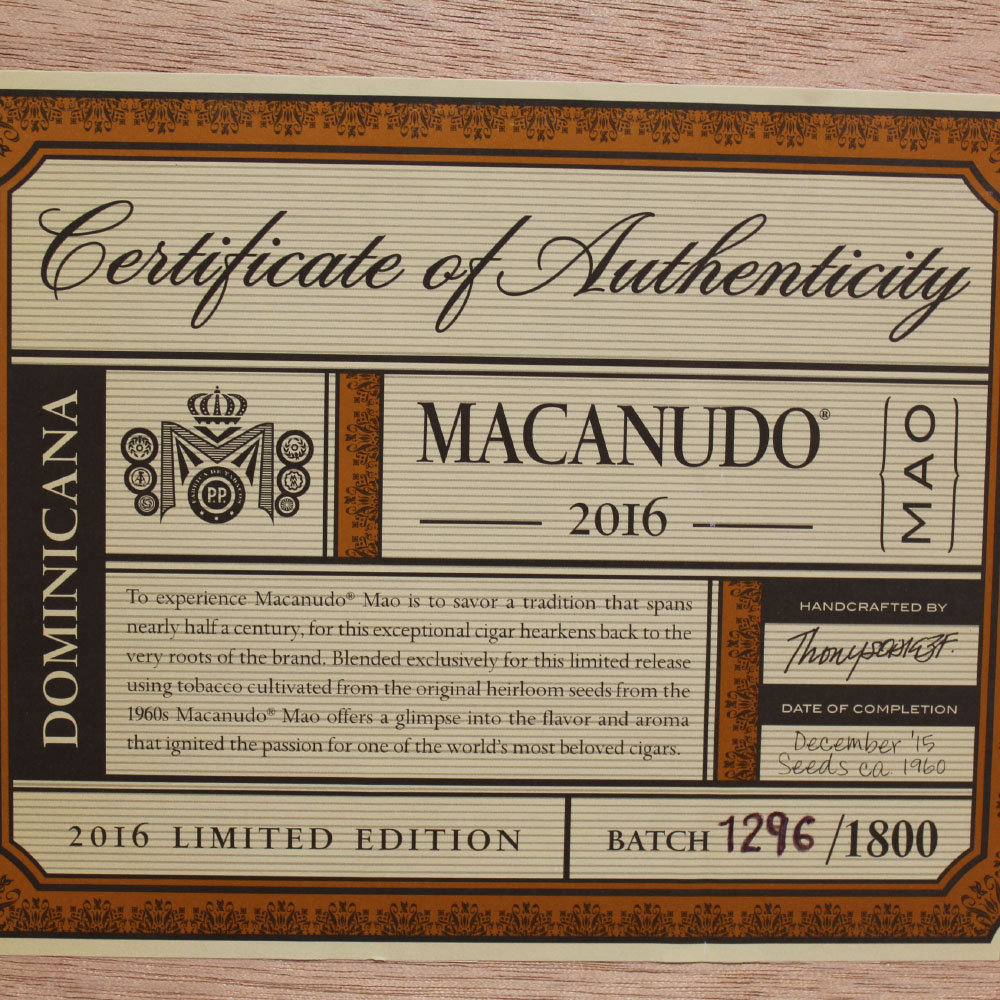 Certificate of Authenticity
DOMINICANA
PP
MACANUDO®
2016
MAO
To experience Macanudo® Mao is to savor a tradition that spans
nearly half a century, for this exceptional cigar hearkens back to the
very roots of the brand. Blended exclusively for this limited release
using tobacco cultivated from the original heirloom seeds from the
1960s Macanudo® Mao offers a glimpse into the flavor and aroma
that ignited the passion for one of the world's most beloved cigars.
HANDCRAFTED BY
DATE OF COMPLETION
December '15
Seeds ca. 1960
2016 LIMITED EDITION
BATCH 1296 /1800